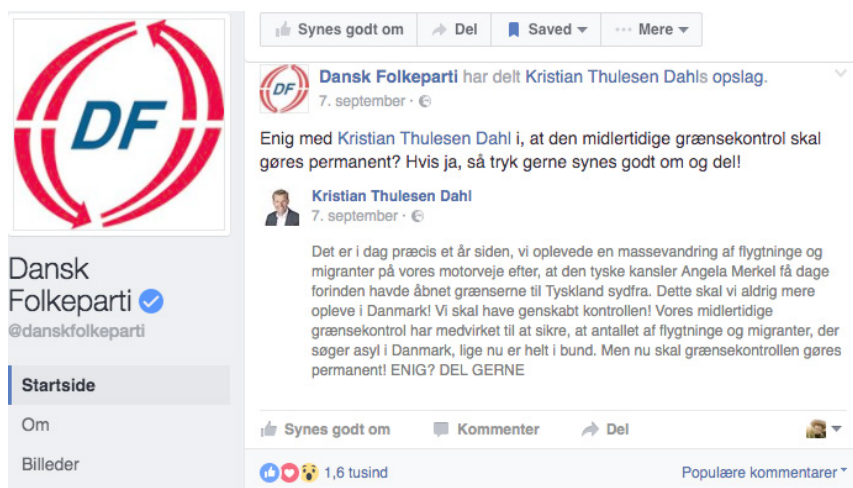 DF
Dansk
Folkeparti
@danskfolkeparti
Startside
Om
Billeder
Synes godt om Del Saved Mere
DF
Dansk Folkeparti har delt Kristian Thulesen Dahls opslag.
7. september ·
Enig med Kristian Thulesen Dahl i, at den midlertidige grænsekontrol skal
gøres permanent? Hvis ja, så tryk gerne synes godt om og del!
Kristian Thulesen Dahl
7. september ·
Det er i dag præcis et år siden, vi oplevede en massevandring af flygtninge og
migranter på vores motorveje efter, at den tyske kansler Angela Merkel få dage
forinden havde åbnet grænserne til Tyskland sydfra. Dette skal vi aldrig mere
opleve i Danmark! Vi skal have genskabt kontrollen! Vores midlertidige
grænsekontrol har medvirket til at sikre, at antallet af flygtninge og migranter, der
søger asyl i Danmark, lige nu er helt i bund. Men nu skal grænsekontrollen gøres
permanent! ENIG? DEL GERNE
Synes godt om Kommenter Del
1,6 tusind Populære kommentarer